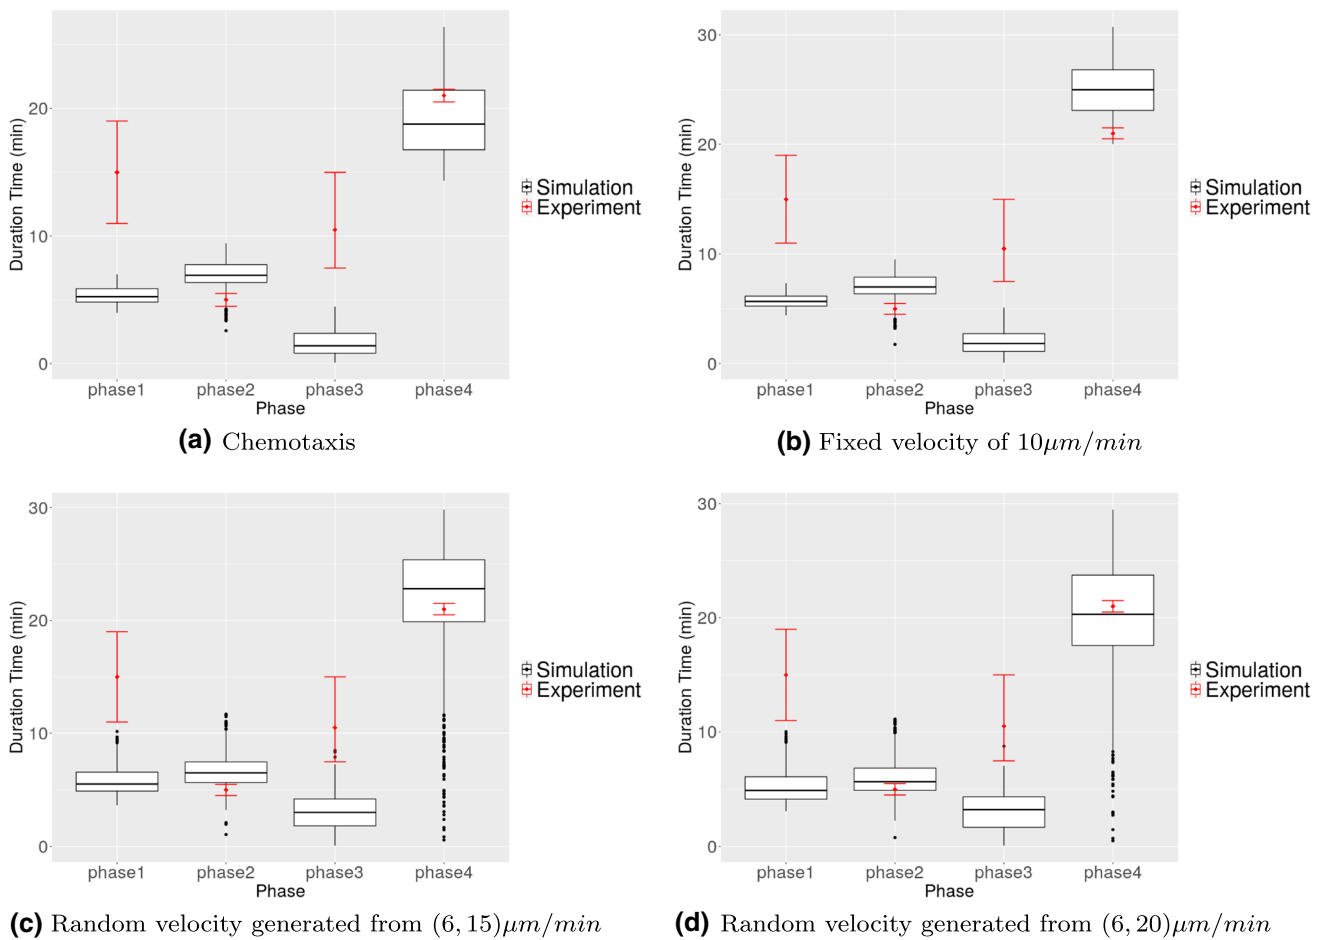 Duration Time (min)
20
10
0
phase1 phase2 phase3 phase4
Phase
Simulation
Experiment
(a) Chemotaxis
Duration Time (min)
30
20
10
0
phase1 phase2 phase3 phase4
Phase
Simulation
Experiment
(b) Fixed velocity of 10μm/min
Duration Time (min)
30
20
10
0
phase1 phase2 phase3 phase4
Phase
Simulation
Experiment
(c) Random velocity generated from (6, 15)μm/min
Duration Time (min)
30
20
10
0
phase1 phase2 phase3 phase4
Phase
Simulation
Experiment
(d) Random velocity generated from (6, 20)μm/min